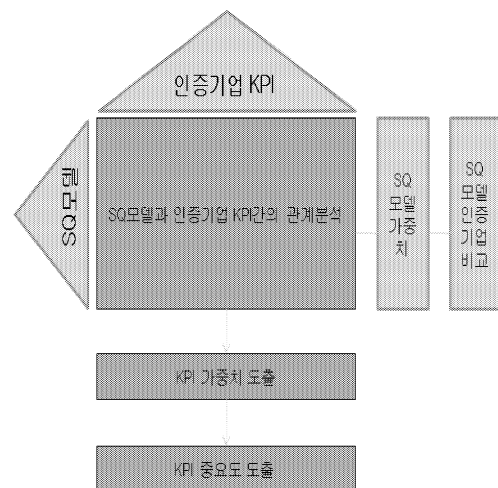 인증기업 KPI
SQ모델
SQ모델과 인증기업 KPI간의 관계분석
SQ
모델
가중
치
SQ
모델
인증
기업
비교
KPI 가중치 도출
KPI 중요도 도출